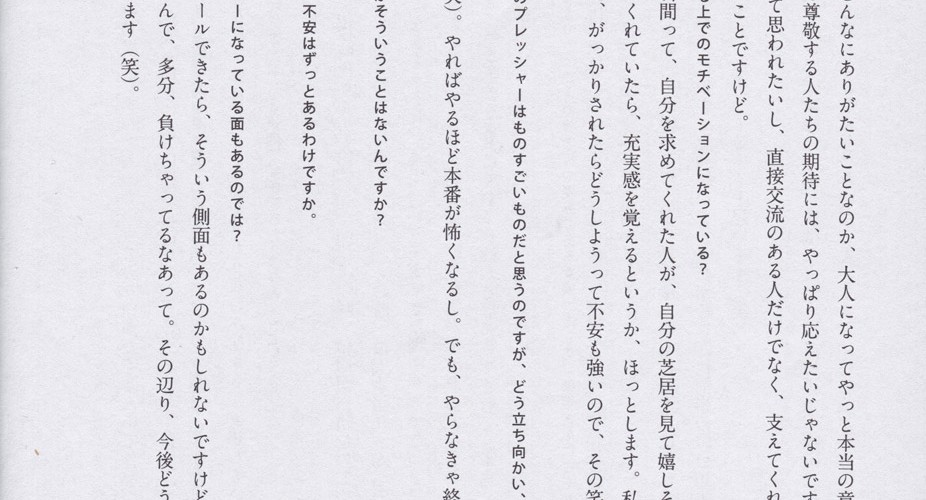 んなにありがたいことなのか、大人になってやっと本当の意
尊敬する人たちの期待には、やっぱり応えたいじゃないです
て思われたいし、直接交流のある人だけでなく、支えてくれ
ことですけど。
上でのモチベーションになっている？
間って、自分を求めてくれた人が、自分の芝居を見て嬉しそ
くれていたら、充実感を覚えるというか、ほっとします。私
、がっかりされたらどうしようって不安も強いので、その笑
のプレッシャーはものすごいものだと思うのですが、どう立ち向かい、
笑）。やればやるほど本番が怖くなるし。でも、やらなきゃ終
そういうことはないんですか？
不安はずっとあるわけですか。
ーになっている面もあるのでは？
ールできたら、そういう側面もあるのかもしれないですけど
んで、多分、負けちゃってるなあって。その辺り、今後どう
ます（笑）。